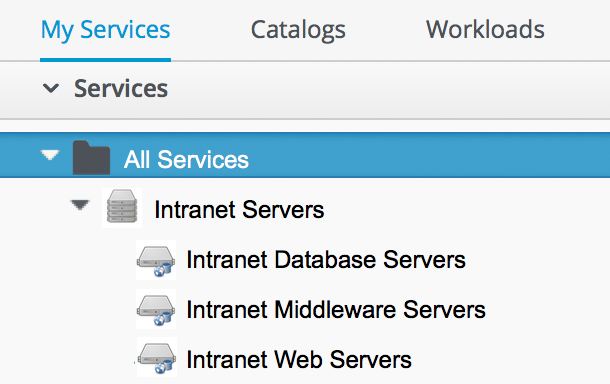 My Services Catalogs Workloads
Services
All Services
Intranet Servers
Intranet Database Servers
Intranet Middleware Servers
Intranet Web Servers